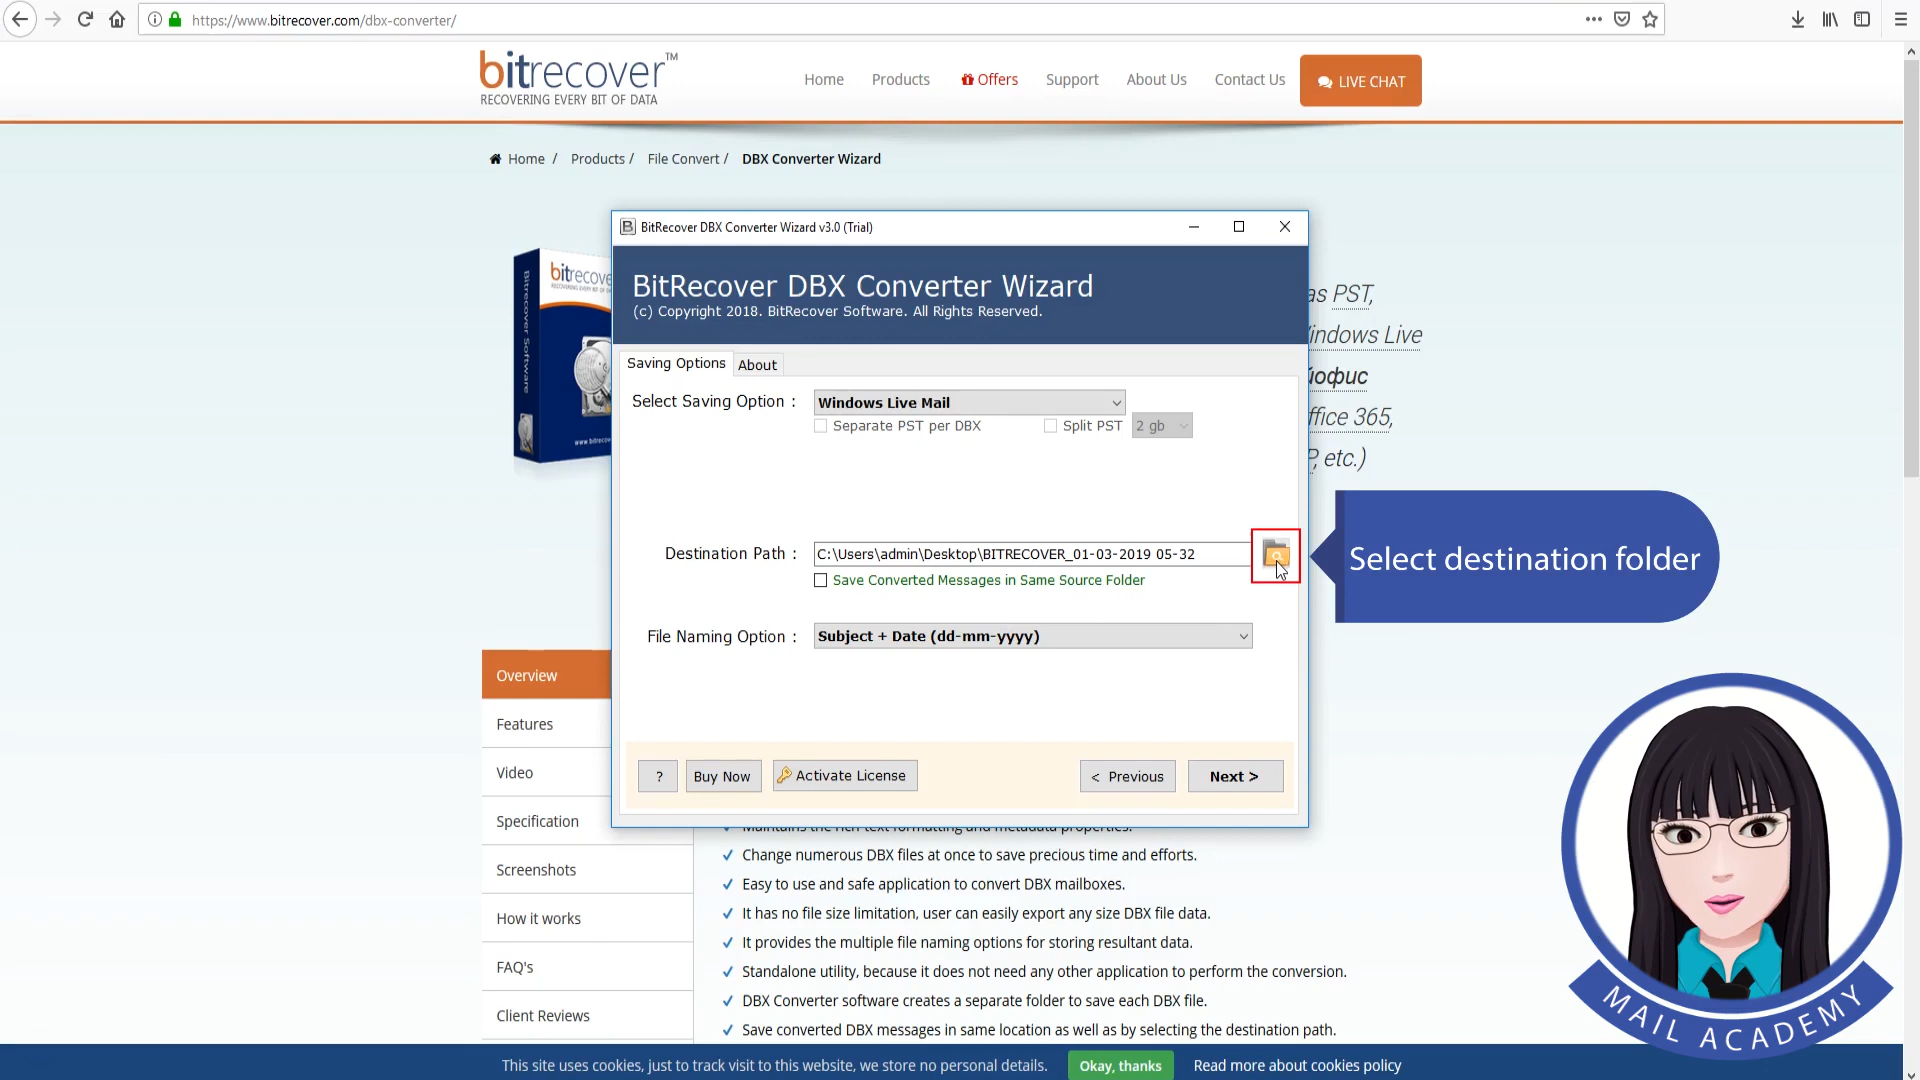 https://www.bitrecover.com/dbx-converter/
bitrecover™
RECOVERING EVERY BIT OF DATA
Home Products Offers Support About Us Contact Us LIVE CHAT
Home / Products / File Convert / DBX Converter Wizard
BitRecover DBX Converter Wizard v3.0 (Trial)
BitRecover DBX Converter Wizard
(c) Copyright 2018. BitRecover Software. All Rights Reserved.
Saving Options About
Select Saving Option : Windows Live Mail
Separate PST per DBX Split PST 2 gb
Destination Path : C:\Users\admin\Desktop\BITRECOVER_01-03-2019 05-32
Save Converted Messages in Same Source Folder
File Naming Option : Subject + Date (dd-mm-yyyy)
? Buy Now Activate License < Previous Next >
BitRecover Software
as PST,
indows Live
etc.)
Select destination folder
Overview
Features
Video
Specification
Screenshots
How it works
FAQ's
Client Reviews
Maintains the rich text formatting and metadata properties.
Change numerous DBX files at once to save precious time and efforts.
Easy to use and safe application to convert DBX mailboxes.
It has no file size limitation, user can easily export any size DBX file data.
It provides the multiple file naming options for storing resultant data.
Standalone utility, because it does not need any other application to perform the conversion.
DBX Converter software creates a separate folder to save each DBX file.
Save converted DBX messages in same location as well as by selecting the destination path.
MAIL ACADEMY
This site uses cookies, just to track visit to this website, we store no personal details. Okay, thanks Read more about cookies policy